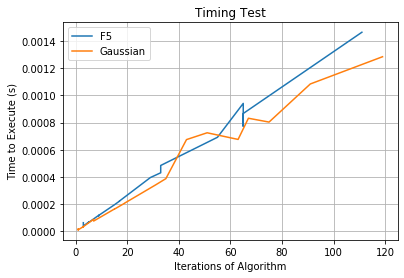 Timing Test
F5
Gaussian
Time to Execute (s)
0.0014
0.0012
0.0010
0.0008
0.0006
0.0004
0.0002
0.0000
0 20 40 60 80 100 120
Iterations of Algorithm